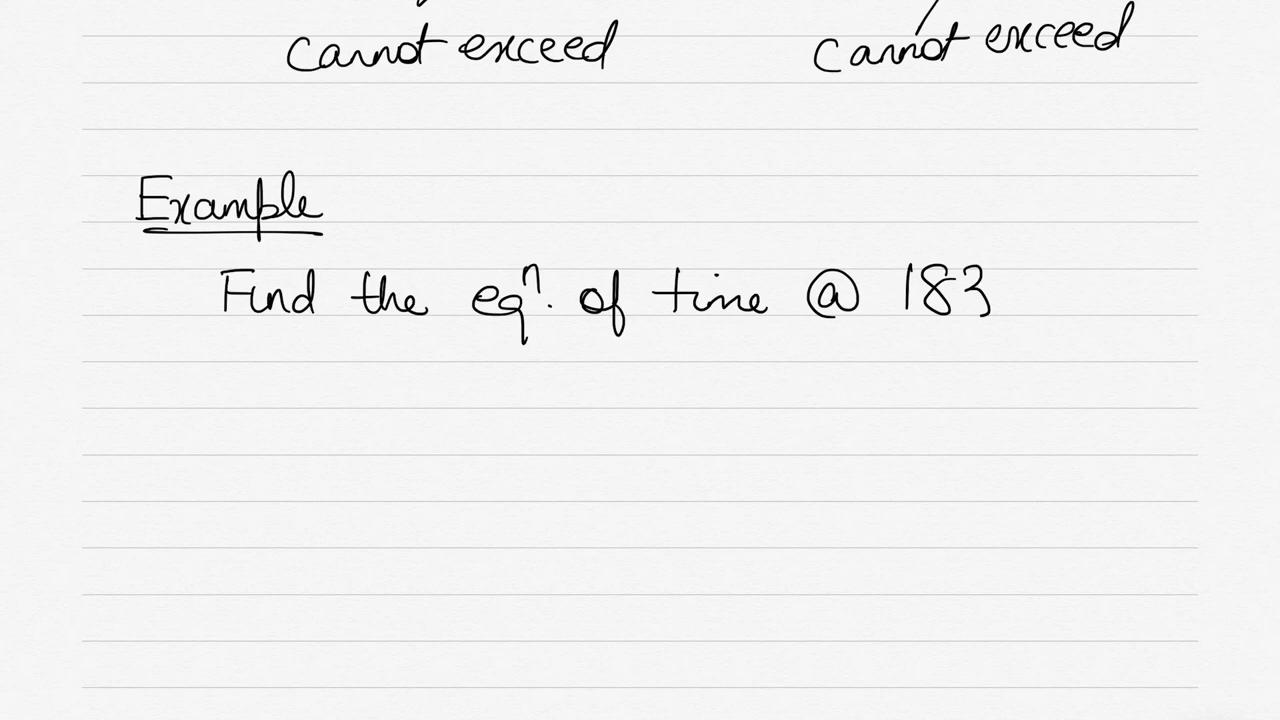 cannot exceed cannot exceed
Example
Find the eqⁿ. of time @ 183